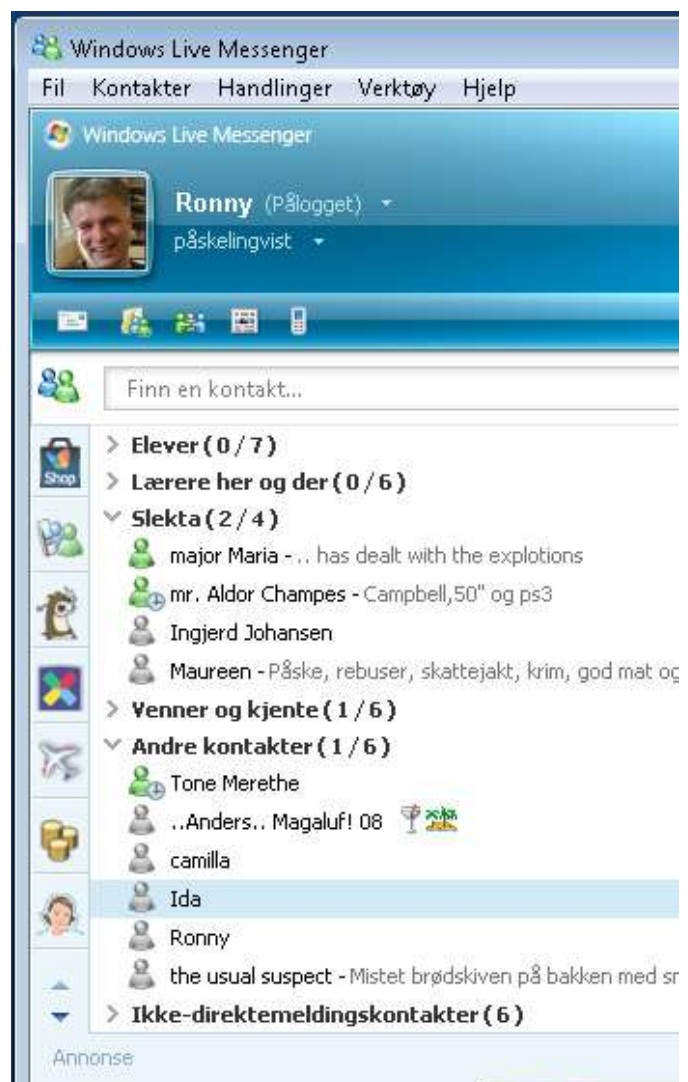 Windows Live Messenger
Fil Kontakter Handlinger Verktøy Hjelp
Windows Live Messenger
Ronny (Pålogget)
påskelingvist
Finn en kontakt...
Shop
Elever (0/7)
Lærere her og der (0/6)
Slekta (2/4)
major Maria - .. has dealt with the explotions
mr. Aldor Champes - Campbell,50" og ps3
Ingjerd Johansen
Maureen - Påske, rebuser, skattejakt, krim, god mat og
Venner og kjente (1/6)
Andre kontakter (1/6)
Tone Merethe
..Anders.. Magaluf! 08
camilla
Ida
Ronny
the usual suspect - Mistet brødskiven på bakken med
Ikke-direktemeldingskontakter (6)
Annonse